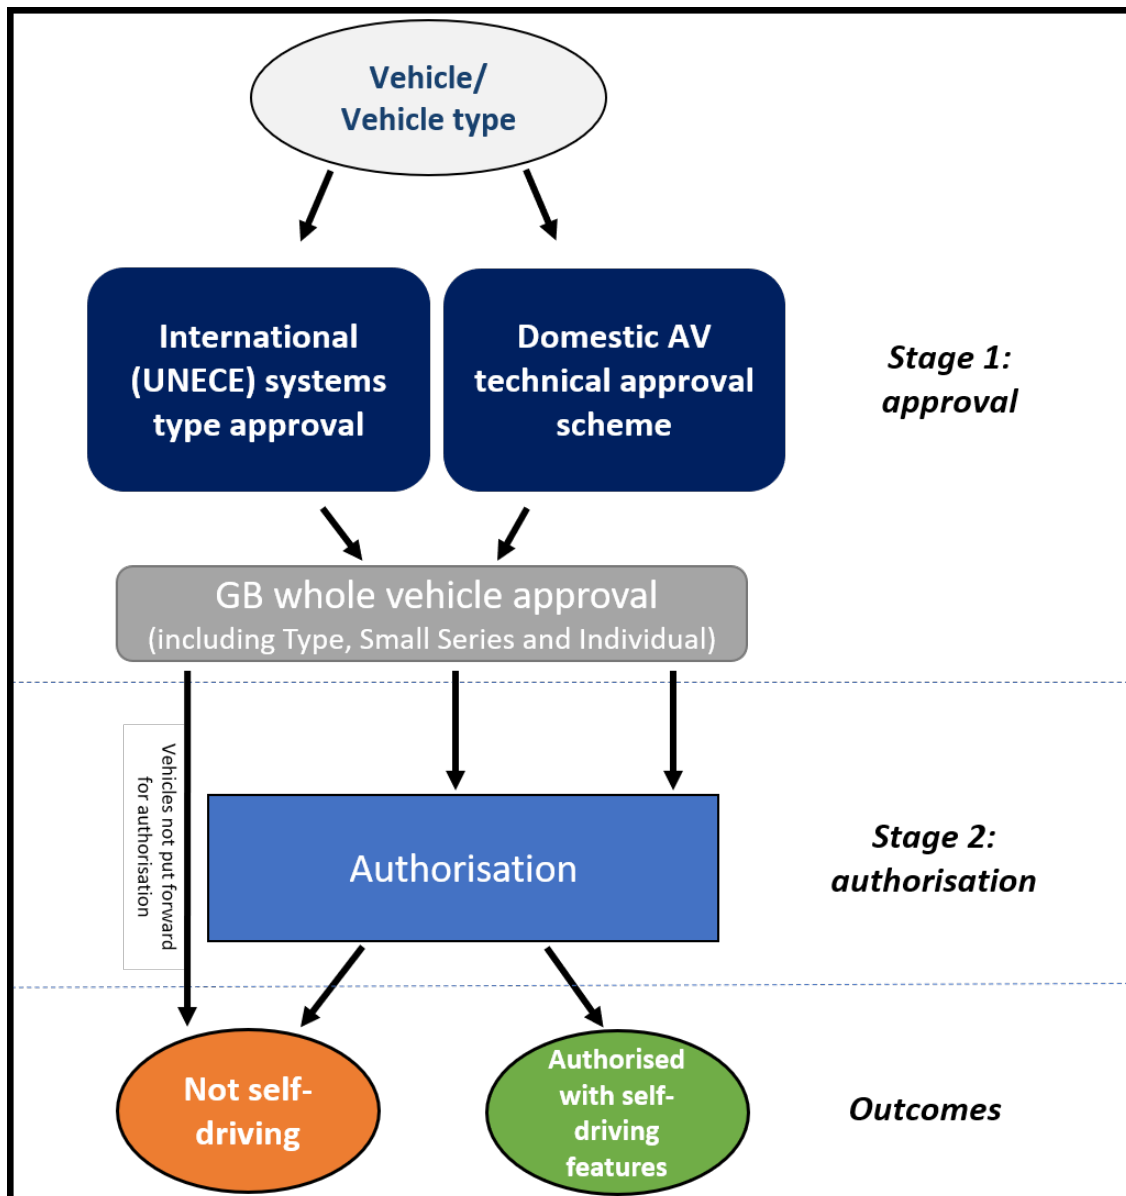 Vehicle/
Vehicle type
International
(UNECE) systems
type approval
Domestic AV
technical approval
scheme
Stage 1:
approval
GB whole vehicle approval
(including Type, Small Series and Individual)
Vehicles not put forward
for authorisation
Authorisation
Stage 2:
authorisation
Not self-
driving
Authorised
with self-
driving
features
Outcomes